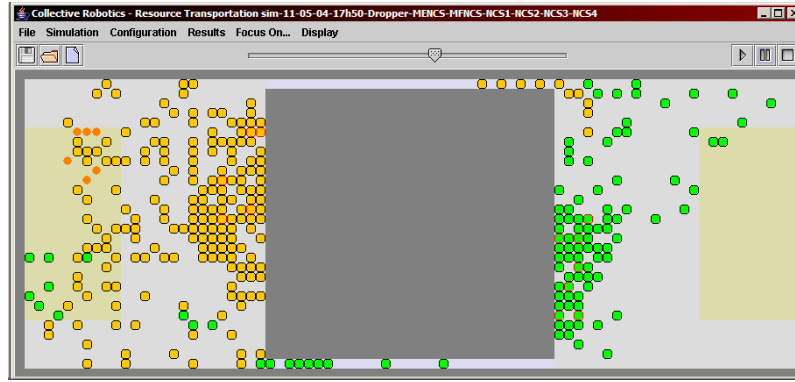 Collective Robotics - Resource Transportation sim-11-05-04-17h50-Dropper-MENCS-MFNCS-NCS1-NCS2-NCS3-NCS4
File Simulation Configuration Results Focus On... Display